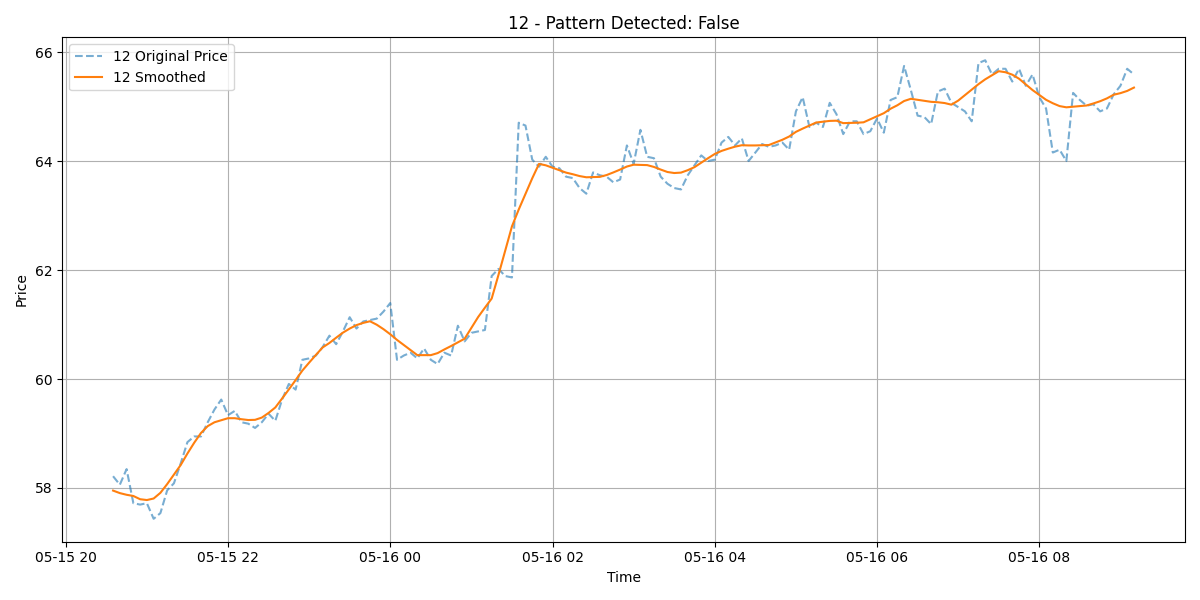 12 - Pattern Detected: False
12 Original Price
12 Smoothed
Price
66
64
62
60
58
05-15 20
05-15 22
05-16 00
05-16 02
05-16 04
05-16 06
05-16 08
Time